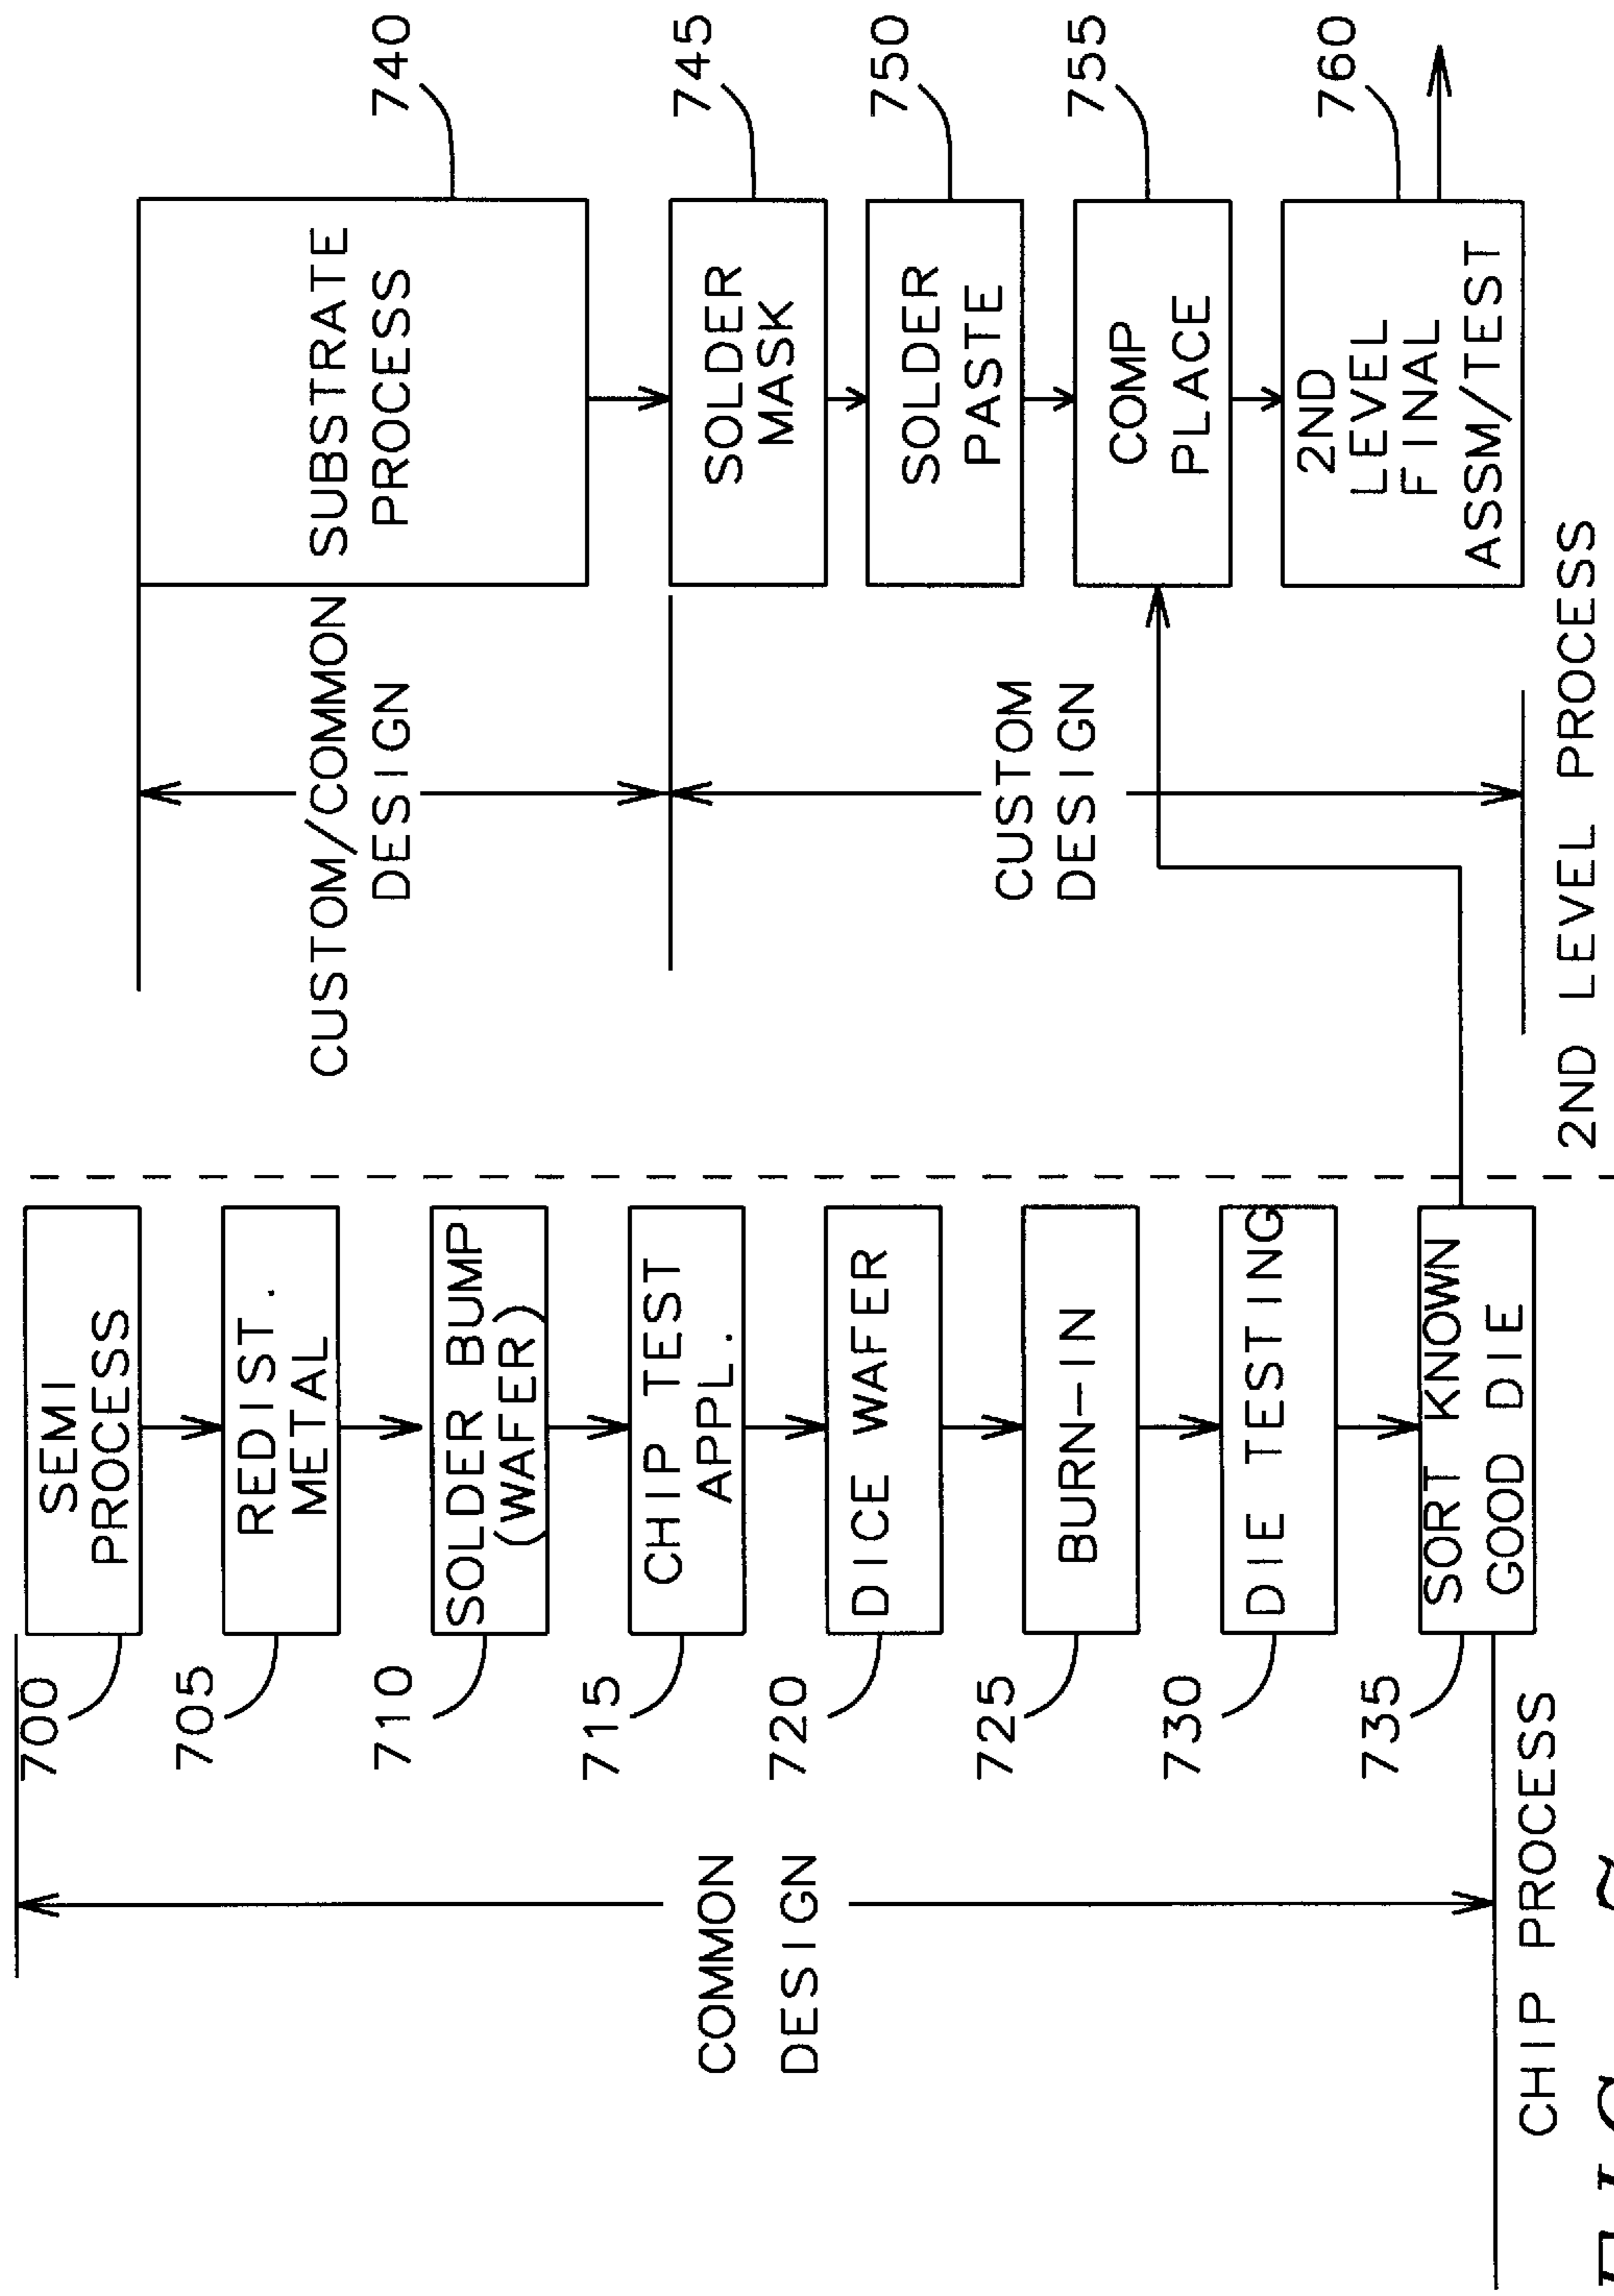 700
SEMI
PROCESS
705
REDIST.
METAL
710
SOLDER BUMP
(WAFER)
715
CHIP TEST
APPL.
720
DICE WAFER
725
BURN-IN
730
DIE TESTING
735
SORT KNOWN
GOOD DIE
COMMON
DESIGN
CHIP PROCESS
CUSTOM/COMMON
DESIGN
CUSTOM
DESIGN
SUBSTRATE
PROCESS
740
SOLDER
MASK
745
SOLDER
PASTE
750
COMP
PLACE
755
2ND
LEVEL
FINAL
ASSM/TEST
760
2ND LEVEL PROCESS